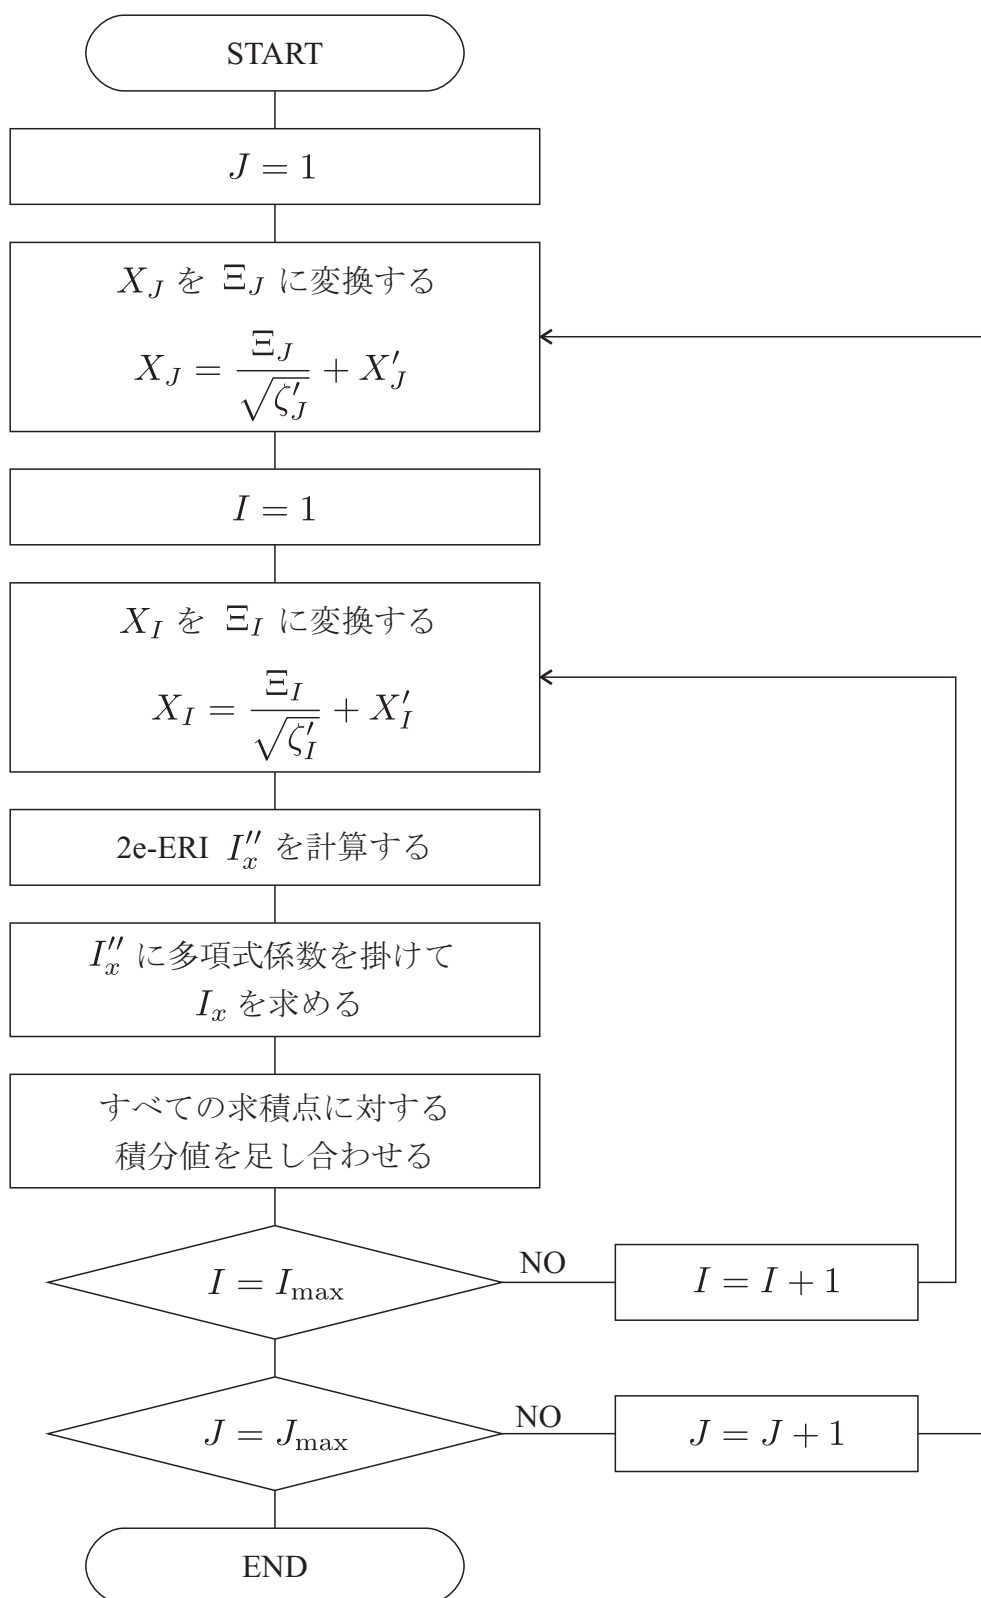 START
J = 1
X_J を Ξ_J に変換する
X_J = Ξ_J / √ζ′_J + X′_J
I = 1
X_I を Ξ_I に変換する
X_I = Ξ_I / √ζ′_I + X′_I
2e-ERI I″_x を計算する
I″_x に多項式係数を掛けて
I_x を求める
すべての求積点に対する
積分値を足し合わせる
I = I_max
NO
I = I + 1
J = J_max
NO
J = J + 1
END